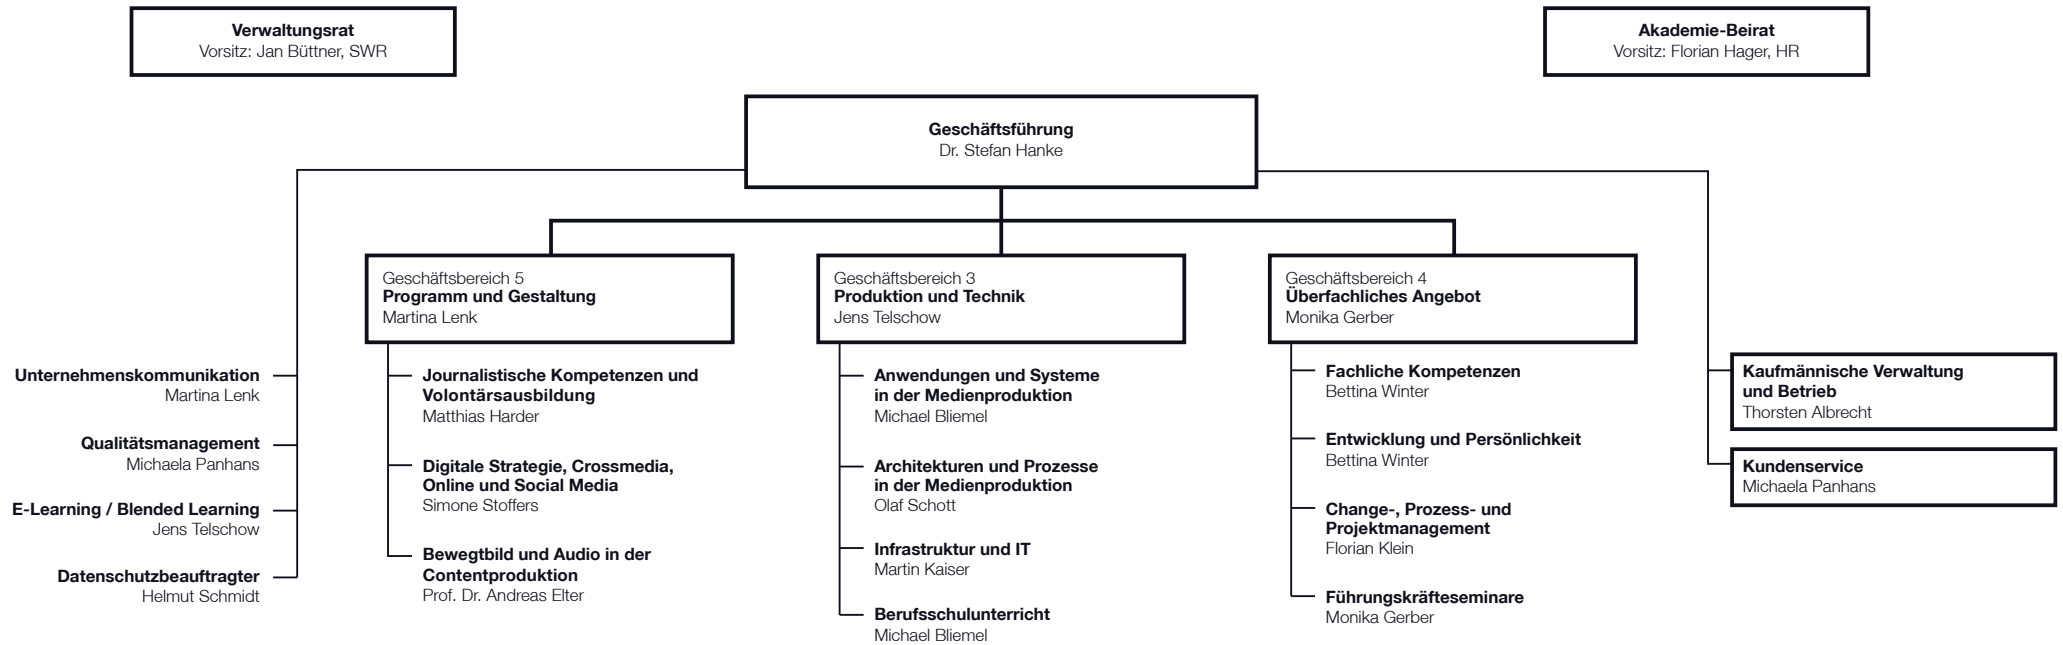 Verwaltungsrat
Vorsitz: Jan Büttner, SWR
Akademie-Beirat
Vorsitz: Florian Hager, HR
Geschäftsführung
Dr. Stefan Hanke
Geschäftsbereich 5
Programm und Gestaltung
Martina Lenk
Geschäftsbereich 3
Produktion und Technik
Jens Telschow
Geschäftsbereich 4
Überfachliches Angebot
Monika Gerber
Unternehmenskommunikation
Martina Lenk
Qualitätsmanagement
Michaela Panhans
E-Learning / Blended Learning
Jens Telschow
Datenschutzbeauftragter
Helmut Schmidt
Journalistische Kompetenzen und
Volontärsausbildung
Matthias Harder
Digitale Strategie, Crossmedia,
Online und Social Media
Simone Stoffers
Bewegtbild und Audio in der
Contentproduktion
Prof. Dr. Andreas Elter
Anwendungen und Systeme
in der Medienproduktion
Michael Bliemel
Architekturen und Prozesse
in der Medienproduktion
Olaf Schott
Infrastruktur und IT
Martin Kaiser
Berufsschulunterricht
Michael Bliemel
Fachliche Kompetenzen
Bettina Winter
Entwicklung und Persönlichkeit
Bettina Winter
Change-, Prozess- und
Projektmanagement
Florian Klein
Führungskräfteseminare
Monika Gerber
Kaufmännische Verwaltung
und Betrieb
Thorsten Albrecht
Kundenservice
Michaela Panhans